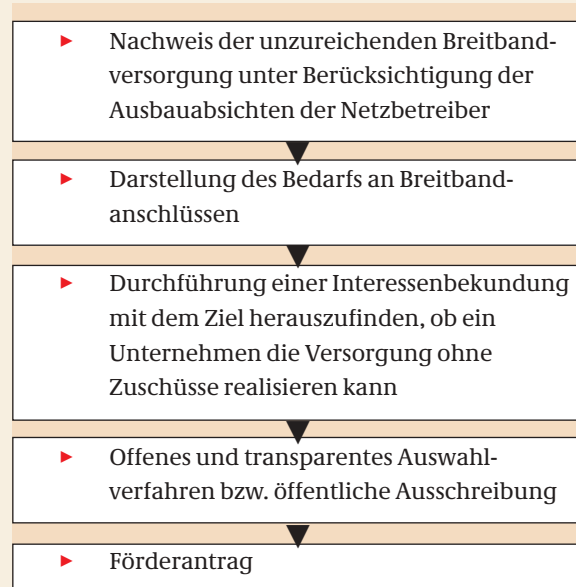 Nachweis der unzureichenden Breitband-
versorgung unter Berücksichtigung der
Ausbauabsichten der Netzbetreiber
Darstellung des Bedarfs an Breitband-
anschlüssen
Durchführung einer Interessenbekundung
mit dem Ziel herauszufinden, ob ein
Unternehmen die Versorgung ohne
Zuschüsse realisieren kann
Offenes und transparentes Auswahl-
verfahren bzw. öffentliche Ausschreibung
Förderantrag